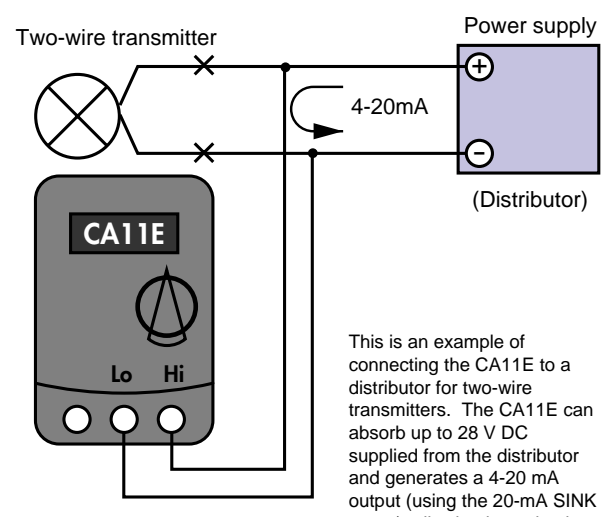 Power supply
Two-wire transmitter
+
4-20mA
−
(Distributor)
CA11E
Lo Hi
This is an example of
connecting the CA11E to a
distributor for two-wire
transmitters. The CA11E can
absorb up to 28 V DC
supplied from the distributor
and generates a 4-20 mA
output (using the 20-mA SINK